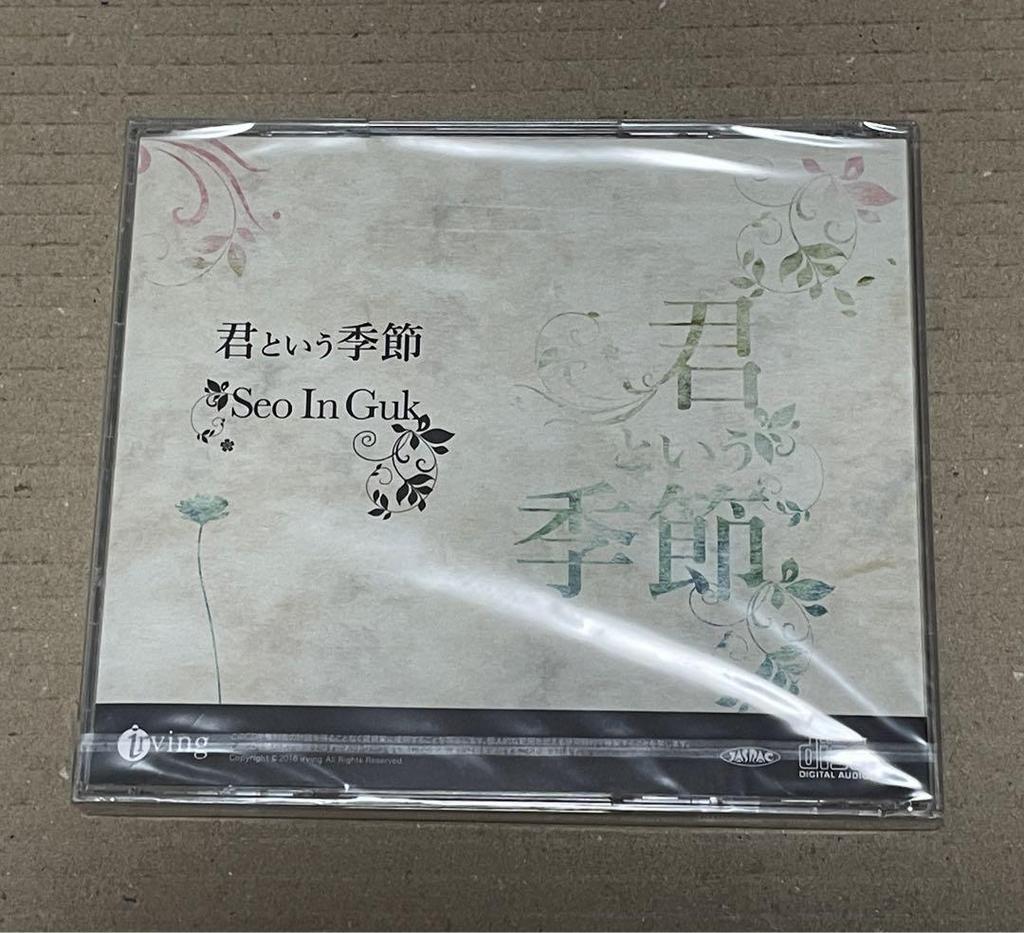 君という季節
Seo In Guk
君
という
季節
irving
Copyright © 2016 irving All Rights Reserved.
JASRAC
disc
DIGITAL AUDIO